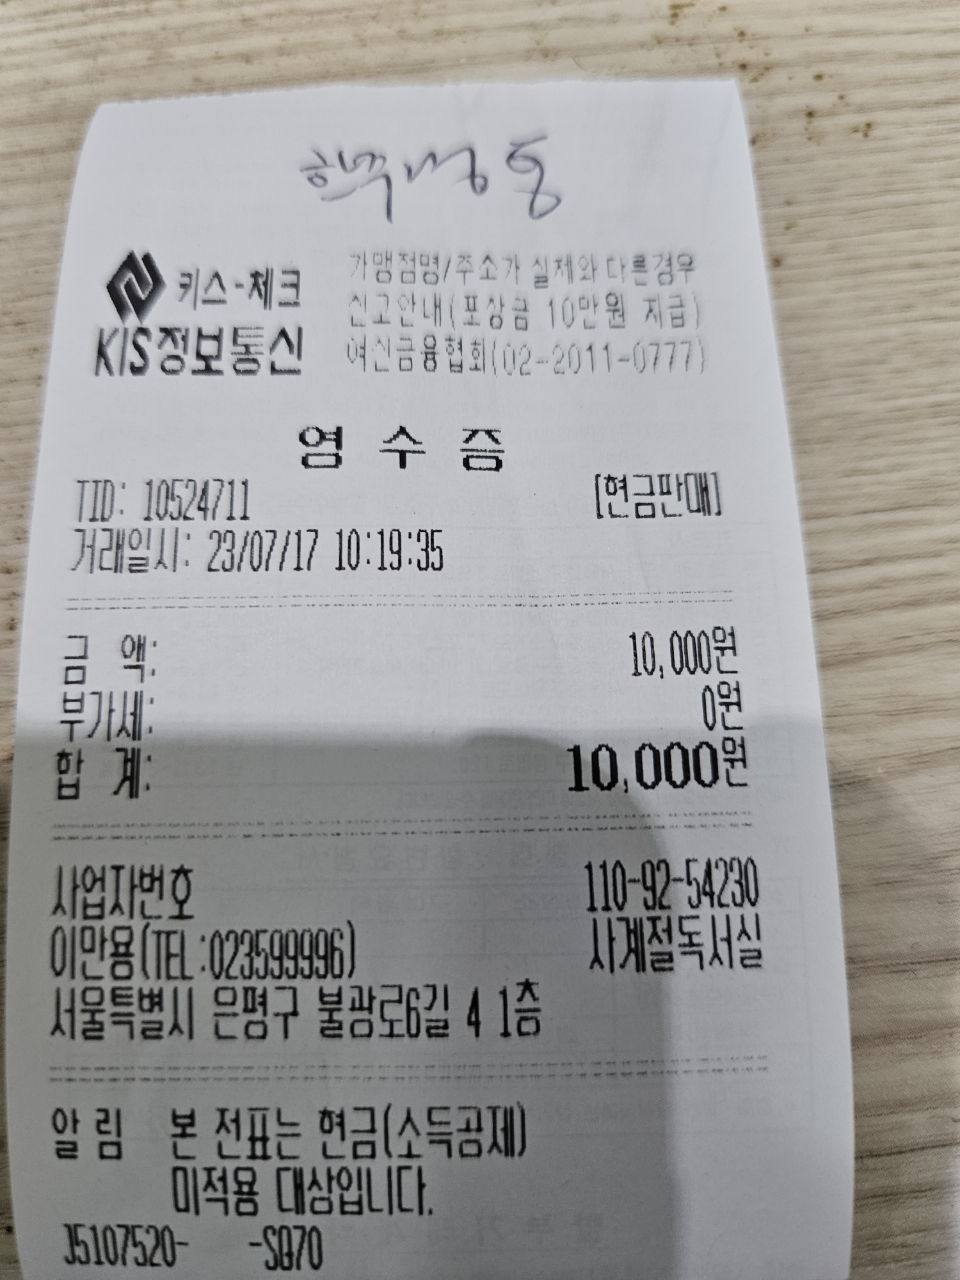 키스-체크
KIS정보통신
가맹점명/주소가 실제와 다른경우
신고안내(포상금 10만원 지급)
여신금융협회(02-2011-0777)
영 수 증
TID: 10524711 [현금판매]
거래일시: 23/07/17 10:19:35
금 액: 10,000원
부가세: 0원
합 계: 10,000원
사업자번호 110-92-54230
이만용(TEL:023599996) 사계절독서실
서울특별시 은평구 불광로6길 4 1층
알 림 본 전표는 현금(소득공제)
미적용 대상입니다.
J5107520- -SQ70